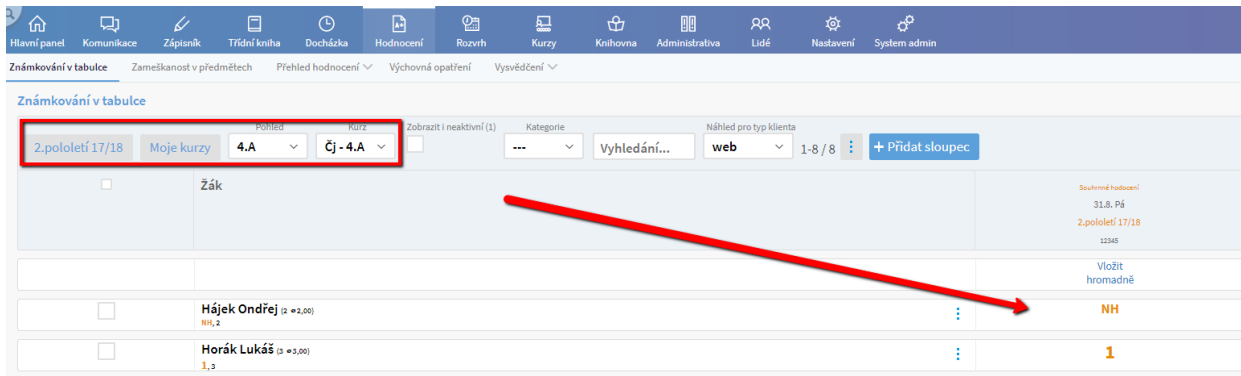 Hlavní panel Komunikace Zápisník Třídní kniha Docházka Hodnocení Rozvrh Kurzy Knihovna Administrativa Lidé Nastavení System admin
Známkování v tabulce Zameškanost v předmětech Přehled hodnocení Výchovná opatření Vysvědčení
Známkování v tabulce
Pohled Kurz Zobrazit i neaktivní (1) Kategorie Náhled pro typ klienta
2.pololetí 17/18 Moje kurzy 4.A Čj - 4.A --- Vyhledání... web 1-8 / 8 + Přidat sloupec
Žák
Souhrnné hodocení
31.8. Pá
2.pololetí 17/18
12345
Vložit
hromadně
Hájek Ondřej (2 ⌀2,00) NH
NH, 2
Horák Lukáš (3 ⌀3,00) 1
1, 3